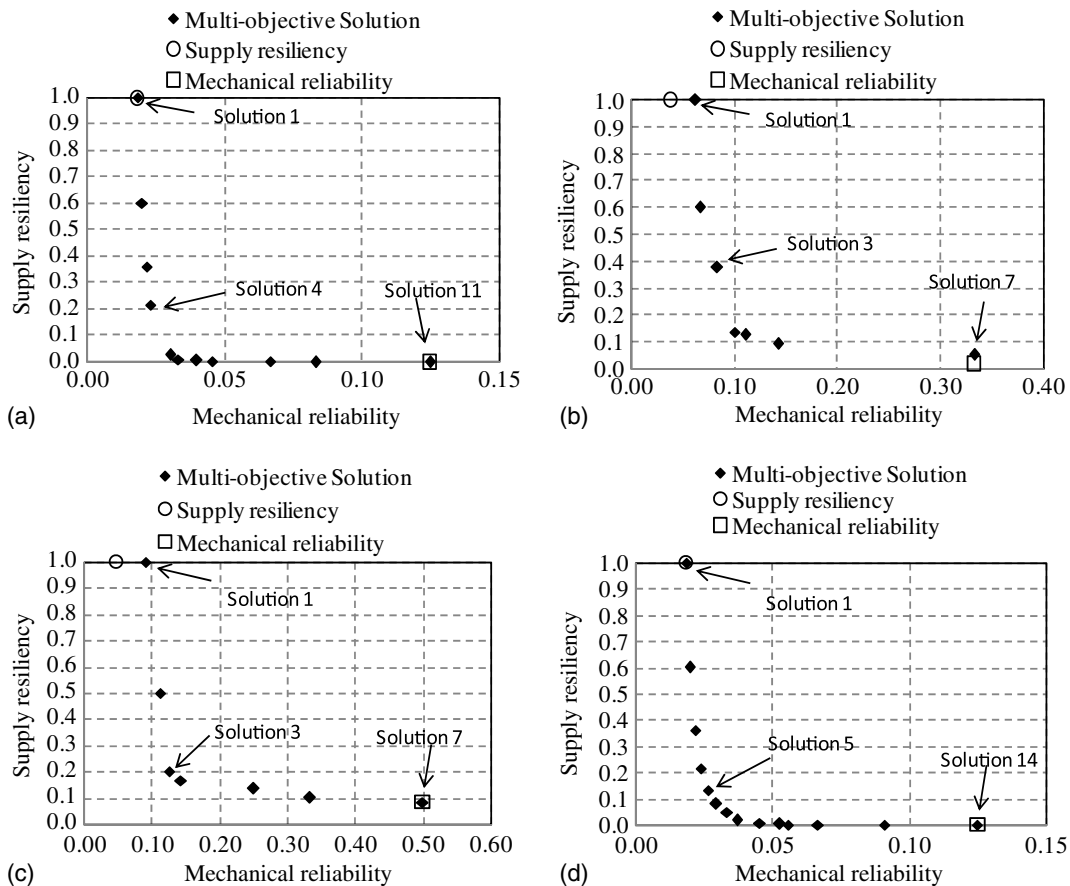 Multi-objective Solution
Supply resiliency
Mechanical reliability
1.0
0.9
0.8
0.7
0.6
0.5
0.4
0.3
0.2
0.1
0.0
Supply resiliency
Solution 1
Solution 4
Solution 11
0.00 0.05 0.10 0.15
Mechanical reliability
(a)
Multi-objective Solution
Supply resiliency
Mechanical reliability
1.0
0.9
0.8
0.7
0.6
0.5
0.4
0.3
0.2
0.1
0.0
Supply resiliency
Solution 1
Solution 3
Solution 7
0.00 0.10 0.20 0.30 0.40
Mechanical reliability
(b)
Multi-objective Solution
Supply resiliency
Mechanical reliability
1.0
0.9
0.8
0.7
0.6
0.5
0.4
0.3
0.2
0.1
0.0
Supply resiliency
Solution 1
Solution 3
Solution 7
0.00 0.10 0.20 0.30 0.40 0.50 0.60
Mechanical reliability
(c)
Multi-objective Solution
Supply resiliency
Mechanical reliability
1.0
0.9
0.8
0.7
0.6
0.5
0.4
0.3
0.2
0.1
0.0
Supply resiliency
Solution 1
Solution 5
Solution 14
0.00 0.05 0.10 0.15
Mechanical reliability
(d)